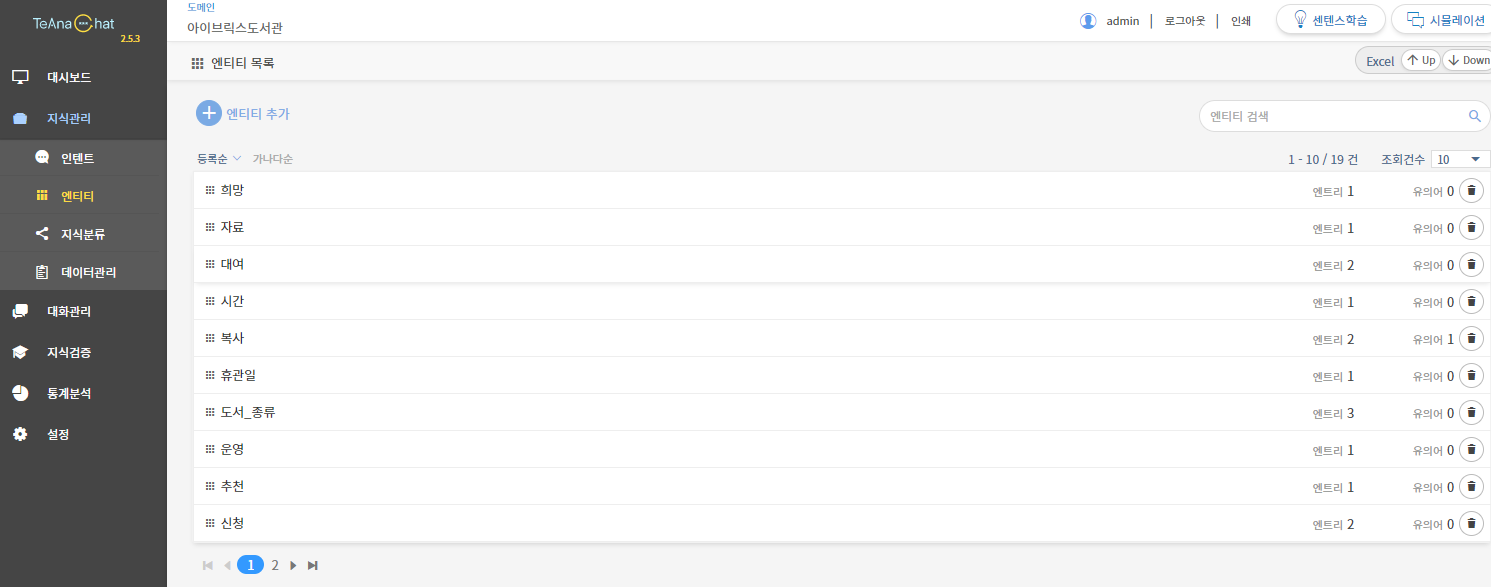 TeAna Chat
2.5.3
대시보드
지식관리
인텐트
엔티티
지식분류
데이터관리
대화관리
지식검증
통계분석
설정
도메인
아이브릭스도서관
admin | 로그아웃 | 인쇄
센텐스학습
시뮬레이션
엔티티 목록
Excel Up Down
엔티티 추가
엔티티 검색
등록순 가나다순
1 - 10 / 19 건 조회건수 10
희망 엔트리 1 유의어 0
자료 엔트리 1 유의어 0
대여 엔트리 2 유의어 0
시간 엔트리 1 유의어 0
복사 엔트리 2 유의어 1
휴관일 엔트리 1 유의어 0
도서_종류 엔트리 3 유의어 0
운영 엔트리 1 유의어 0
추천 엔트리 1 유의어 0
신청 엔트리 2 유의어 0
1 2